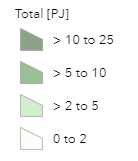 Total [PJ]
> 10 to 25
> 5 to 10
> 2 to 5
0 to 2